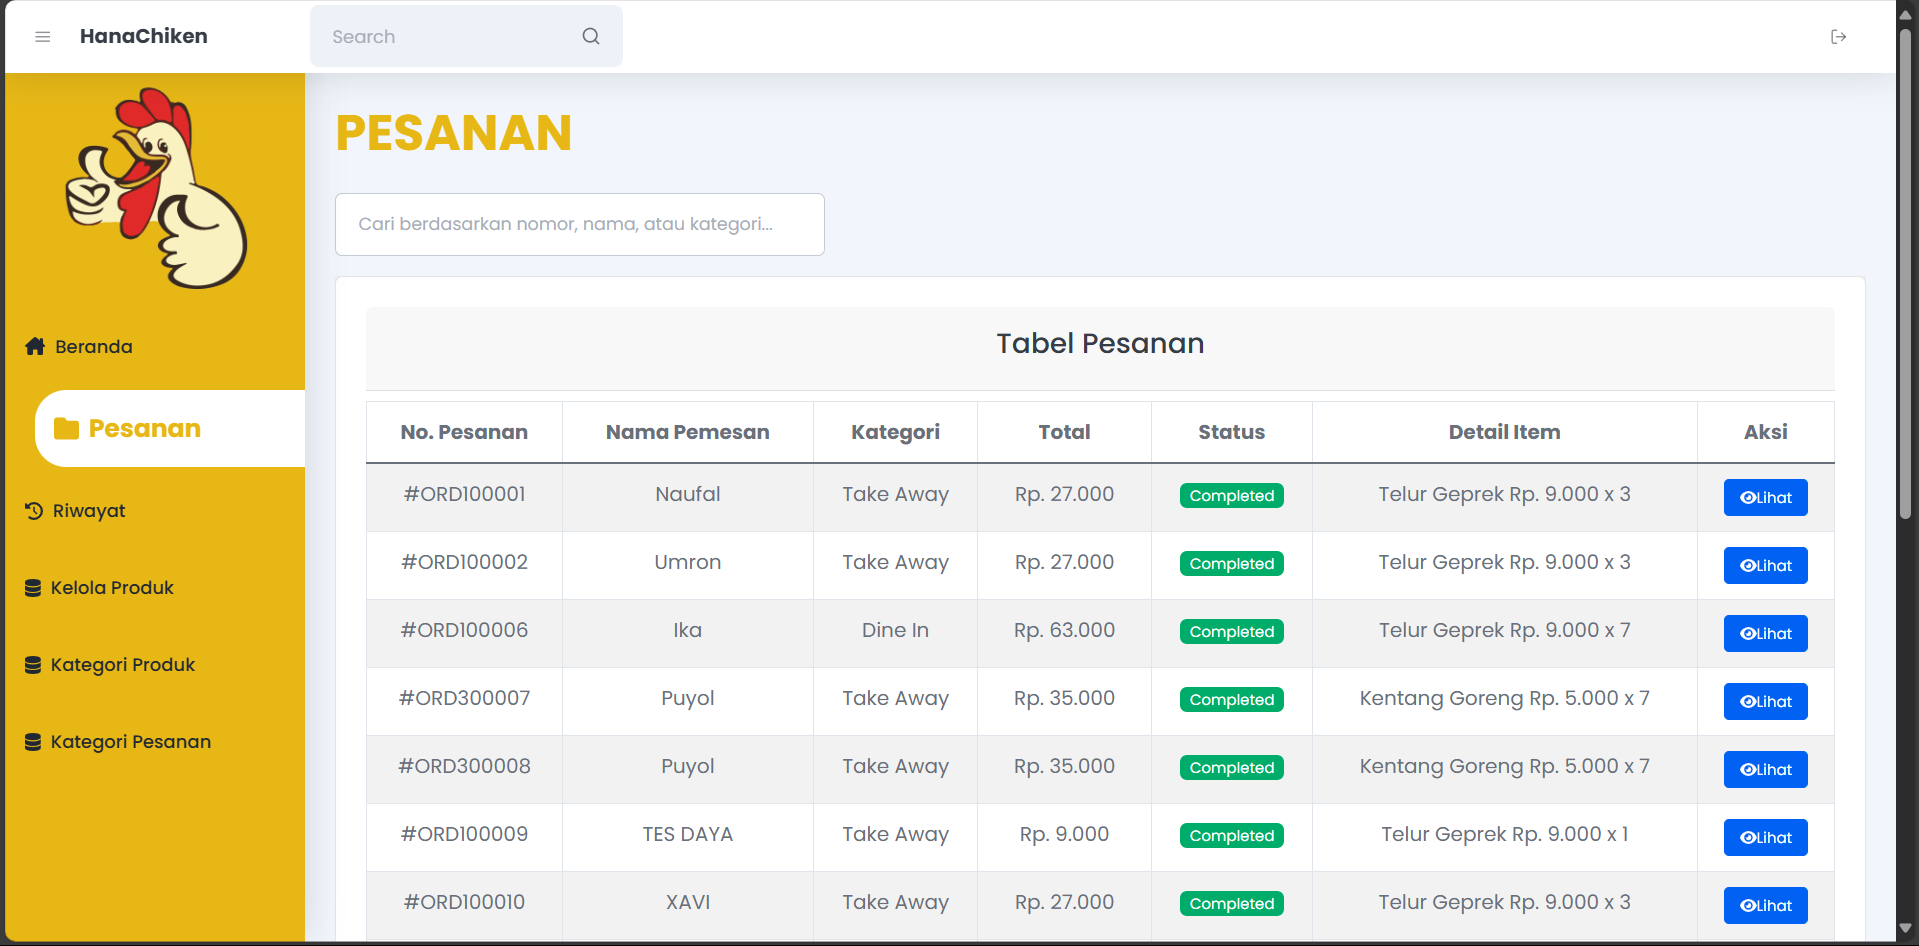 HanaChiken
Search
PESANAN
Cari berdasarkan nomor, nama, atau kategori...
Beranda
Pesanan
Riwayat
Kelola Produk
Kategori Produk
Kategori Pesanan
Tabel Pesanan
No. Pesanan Nama Pemesan Kategori Total Status Detail Item Aksi
#ORD100001 Naufal Take Away Rp. 27.000 Completed Telur Geprek Rp. 9.000 x 3 Lihat
#ORD100002 Umron Take Away Rp. 27.000 Completed Telur Geprek Rp. 9.000 x 3 Lihat
#ORD100006 Ika Dine In Rp. 63.000 Completed Telur Geprek Rp. 9.000 x 7 Lihat
#ORD300007 Puyol Take Away Rp. 35.000 Completed Kentang Goreng Rp. 5.000 x 7 Lihat
#ORD300008 Puyol Take Away Rp. 35.000 Completed Kentang Goreng Rp. 5.000 x 7 Lihat
#ORD100009 TES DAYA Take Away Rp. 9.000 Completed Telur Geprek Rp. 9.000 x 1 Lihat
#ORD100010 XAVI Take Away Rp. 27.000 Completed Telur Geprek Rp. 9.000 x 3 Lihat